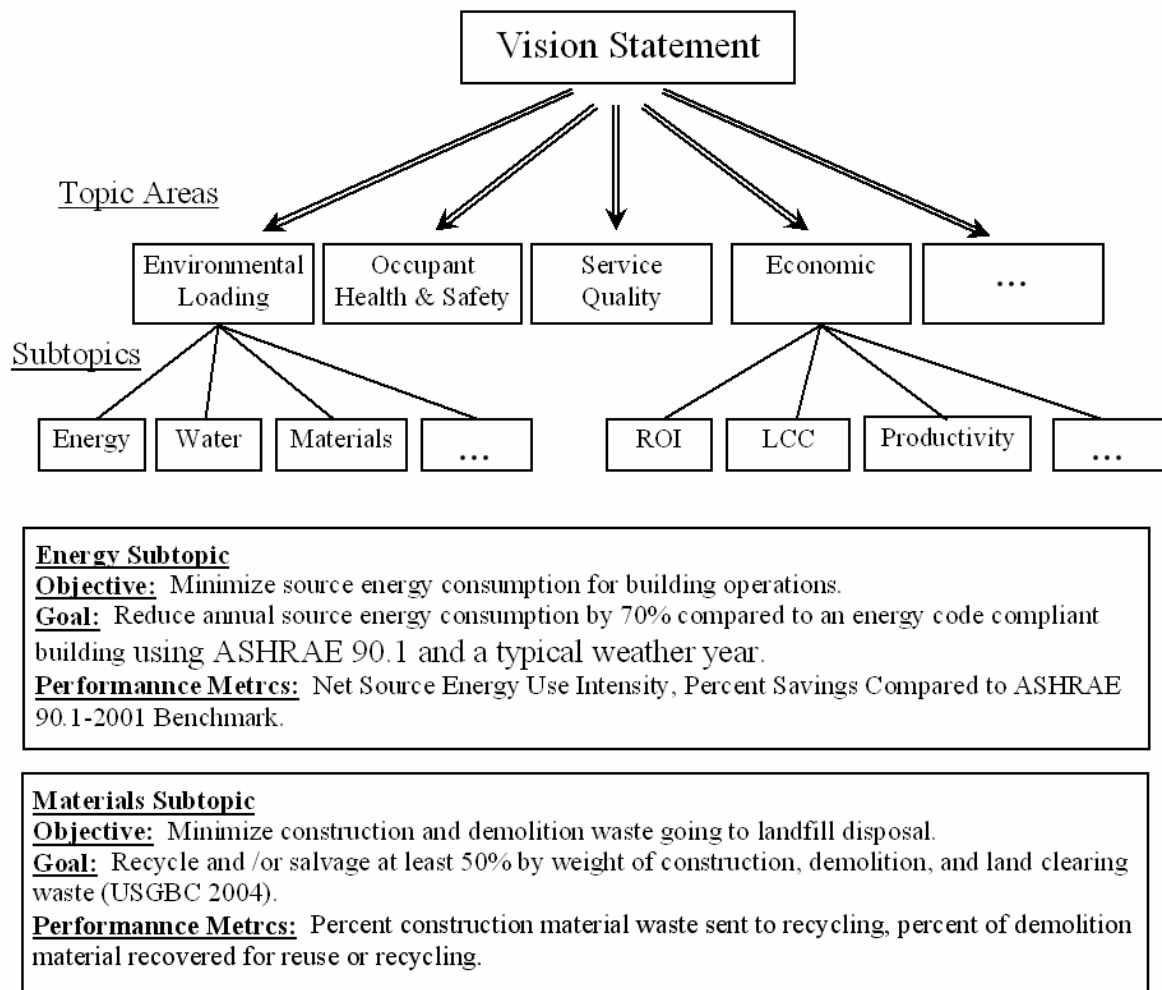 Vision Statement
Topic Areas
Environmental
Loading
Occupant
Health & Safety
Service
Quality
Economic
...
Subtopics
Energy
Water
Materials
...
ROI
LCC
Productivity
...
Energy Subtopic
Objective: Minimize source energy consumption for building operations.
Goal: Reduce annual source energy consumption by 70% compared to an energy code compliant
building using ASHRAE 90.1 and a typical weather year.
Performannce Metrcs: Net Source Energy Use Intensity, Percent Savings Compared to ASHRAE
90.1-2001 Benchmark.
Materials Subtopic
Objective: Minimize construction and demolition waste going to landfill disposal.
Goal: Recycle and /or salvage at least 50% by weight of construction, demolition, and land clearing
waste (USGBC 2004).
Performannce Metrcs: Percent construction material waste sent to recycling, percent of demolition
material recovered for reuse or recycling.